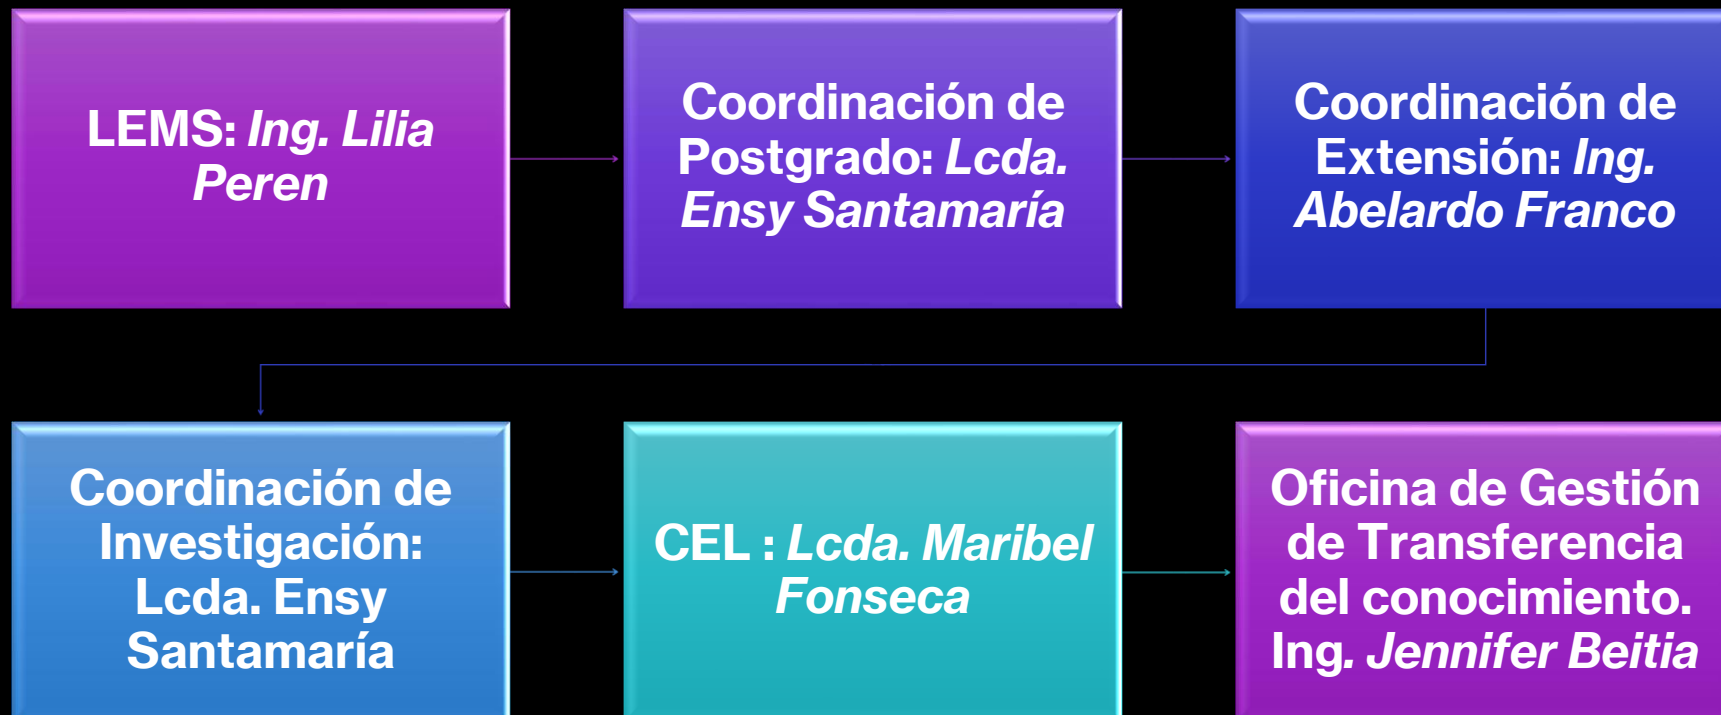 LEMS: Ing. Lilia
Peren
Coordinación de
Postgrado: Lcda.
Ensy Santamaría
Coordinación de
Extensión: Ing.
Abelardo Franco
Coordinación de
Investigación:
Lcda. Ensy
Santamaría
CEL : Lcda. Maribel
Fonseca
Oficina de Gestión
de Transferencia
del conocimiento.
Ing. Jennifer Beitia